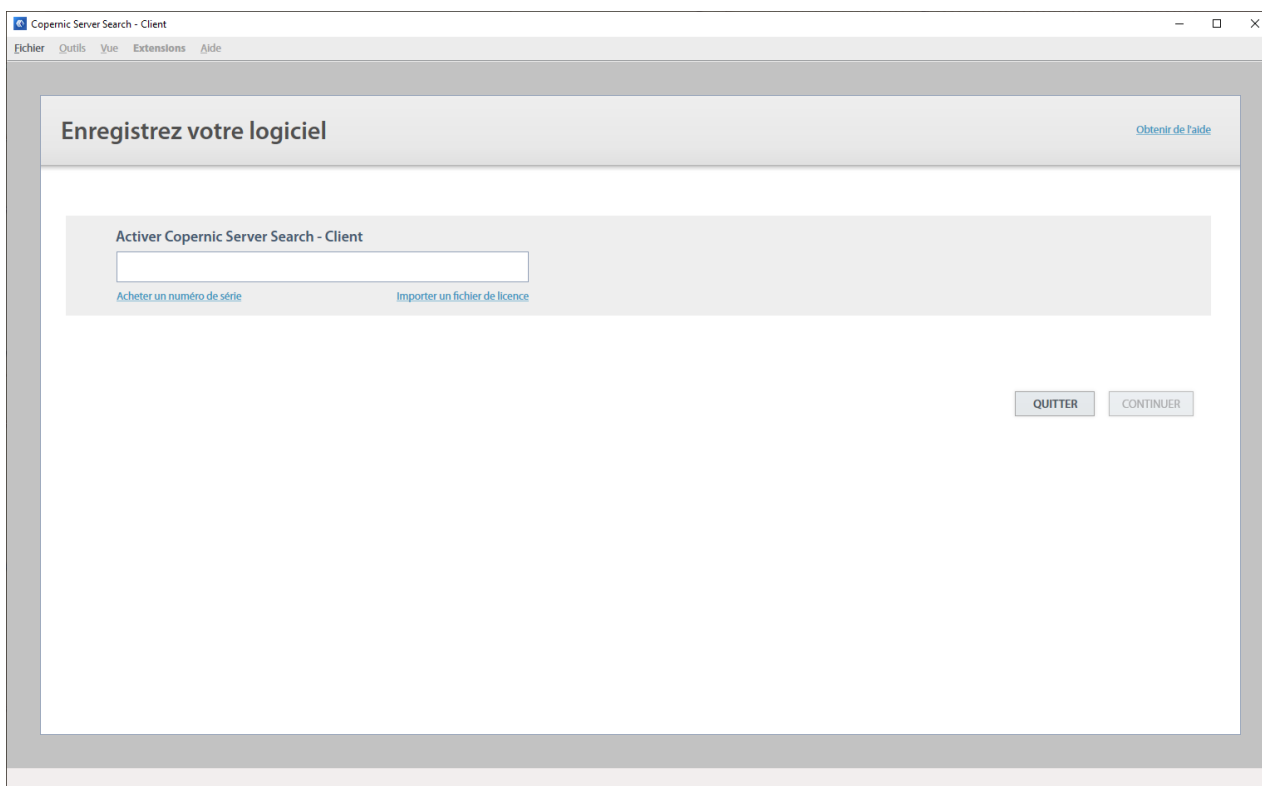 Copernic Server Search - Client
Fichier Outils Vue Extensions Aide
Enregistrez votre logiciel
Obtenir de l'aide
Activer Copernic Server Search - Client
Acheter un numéro de série Importer un fichier de licence
QUITTER CONTINUER